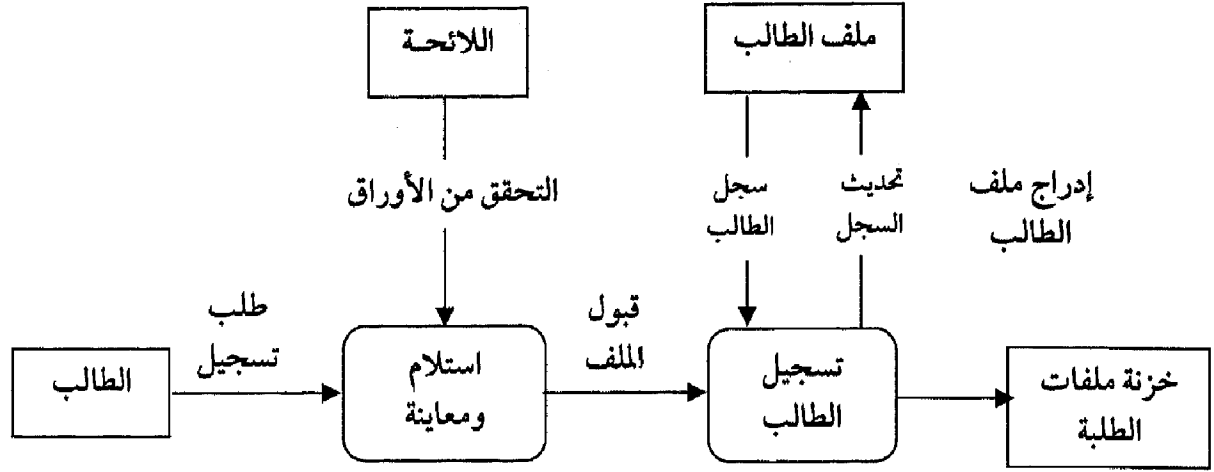 اللائحة
ملف الطالب
التحقق من الأوراق
سجل
الطالب
تحديث
السجل
إدراج ملف
الطالب
الطالب
طلب
تسجيل
استلام
ومعاينة
قبول
الملف
تسجيل
الطالب
خزنة ملفات
الطلبة